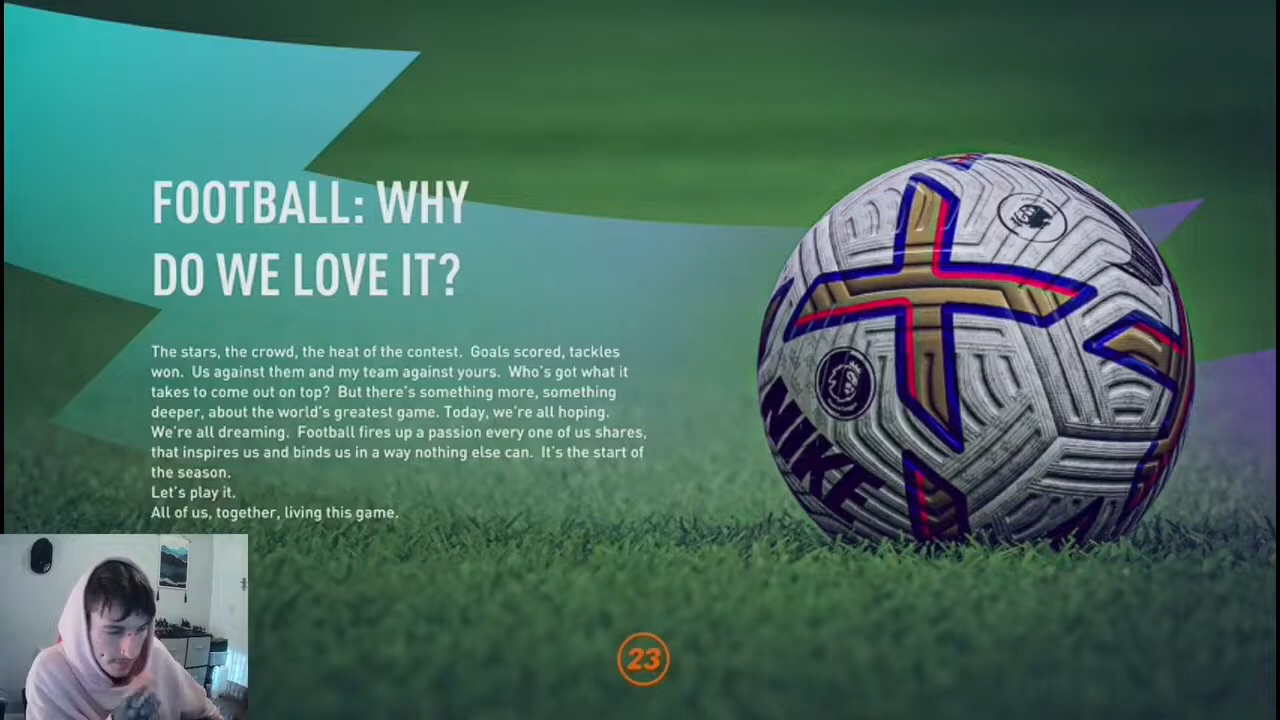 FOOTBALL: WHY
DO WE LOVE IT?
The stars, the crowd, the heat of the contest. Goals scored, tackles
won. Us against them and my team against yours. Who's got what it
takes to come out on top? But there's something more, something
deeper, about the world's greatest game. Today, we're all hoping.
We're all dreaming. Football fires up a passion every one of us shares,
that inspires us and binds us in a way nothing else can. It's the start of
the season.
Let's play it.
All of us, together, living this game.
NIKE
23